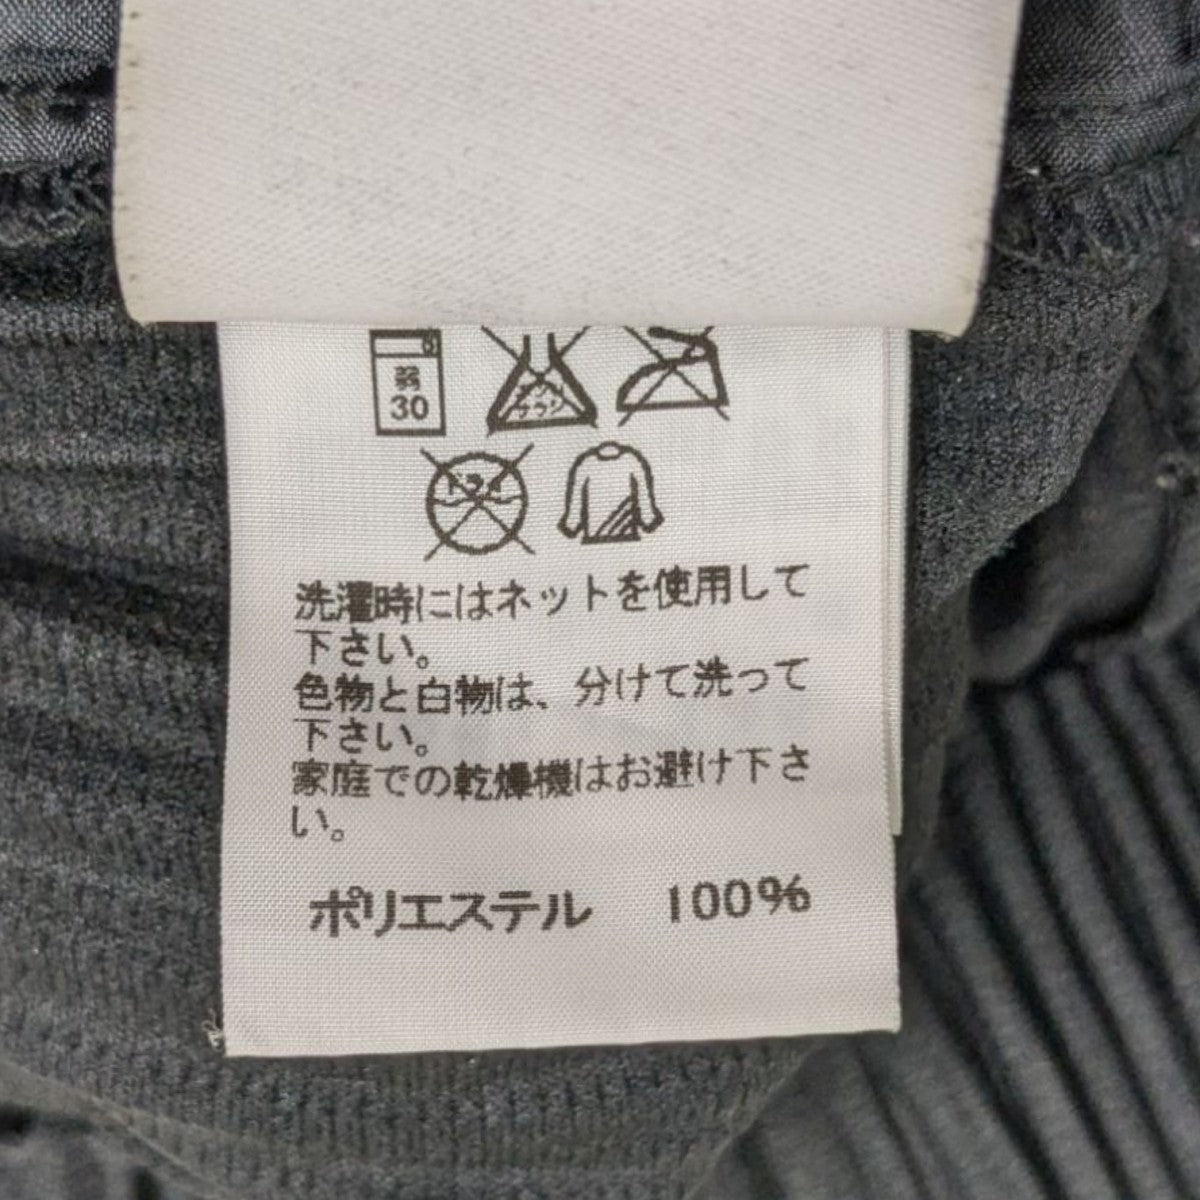 弱
30
洗濯時にはネットを使用して
下さい。
色物と白物は、分けて洗って
下さい。
家庭での乾燥機はお避け下さ
い。
ポリエステル 100%